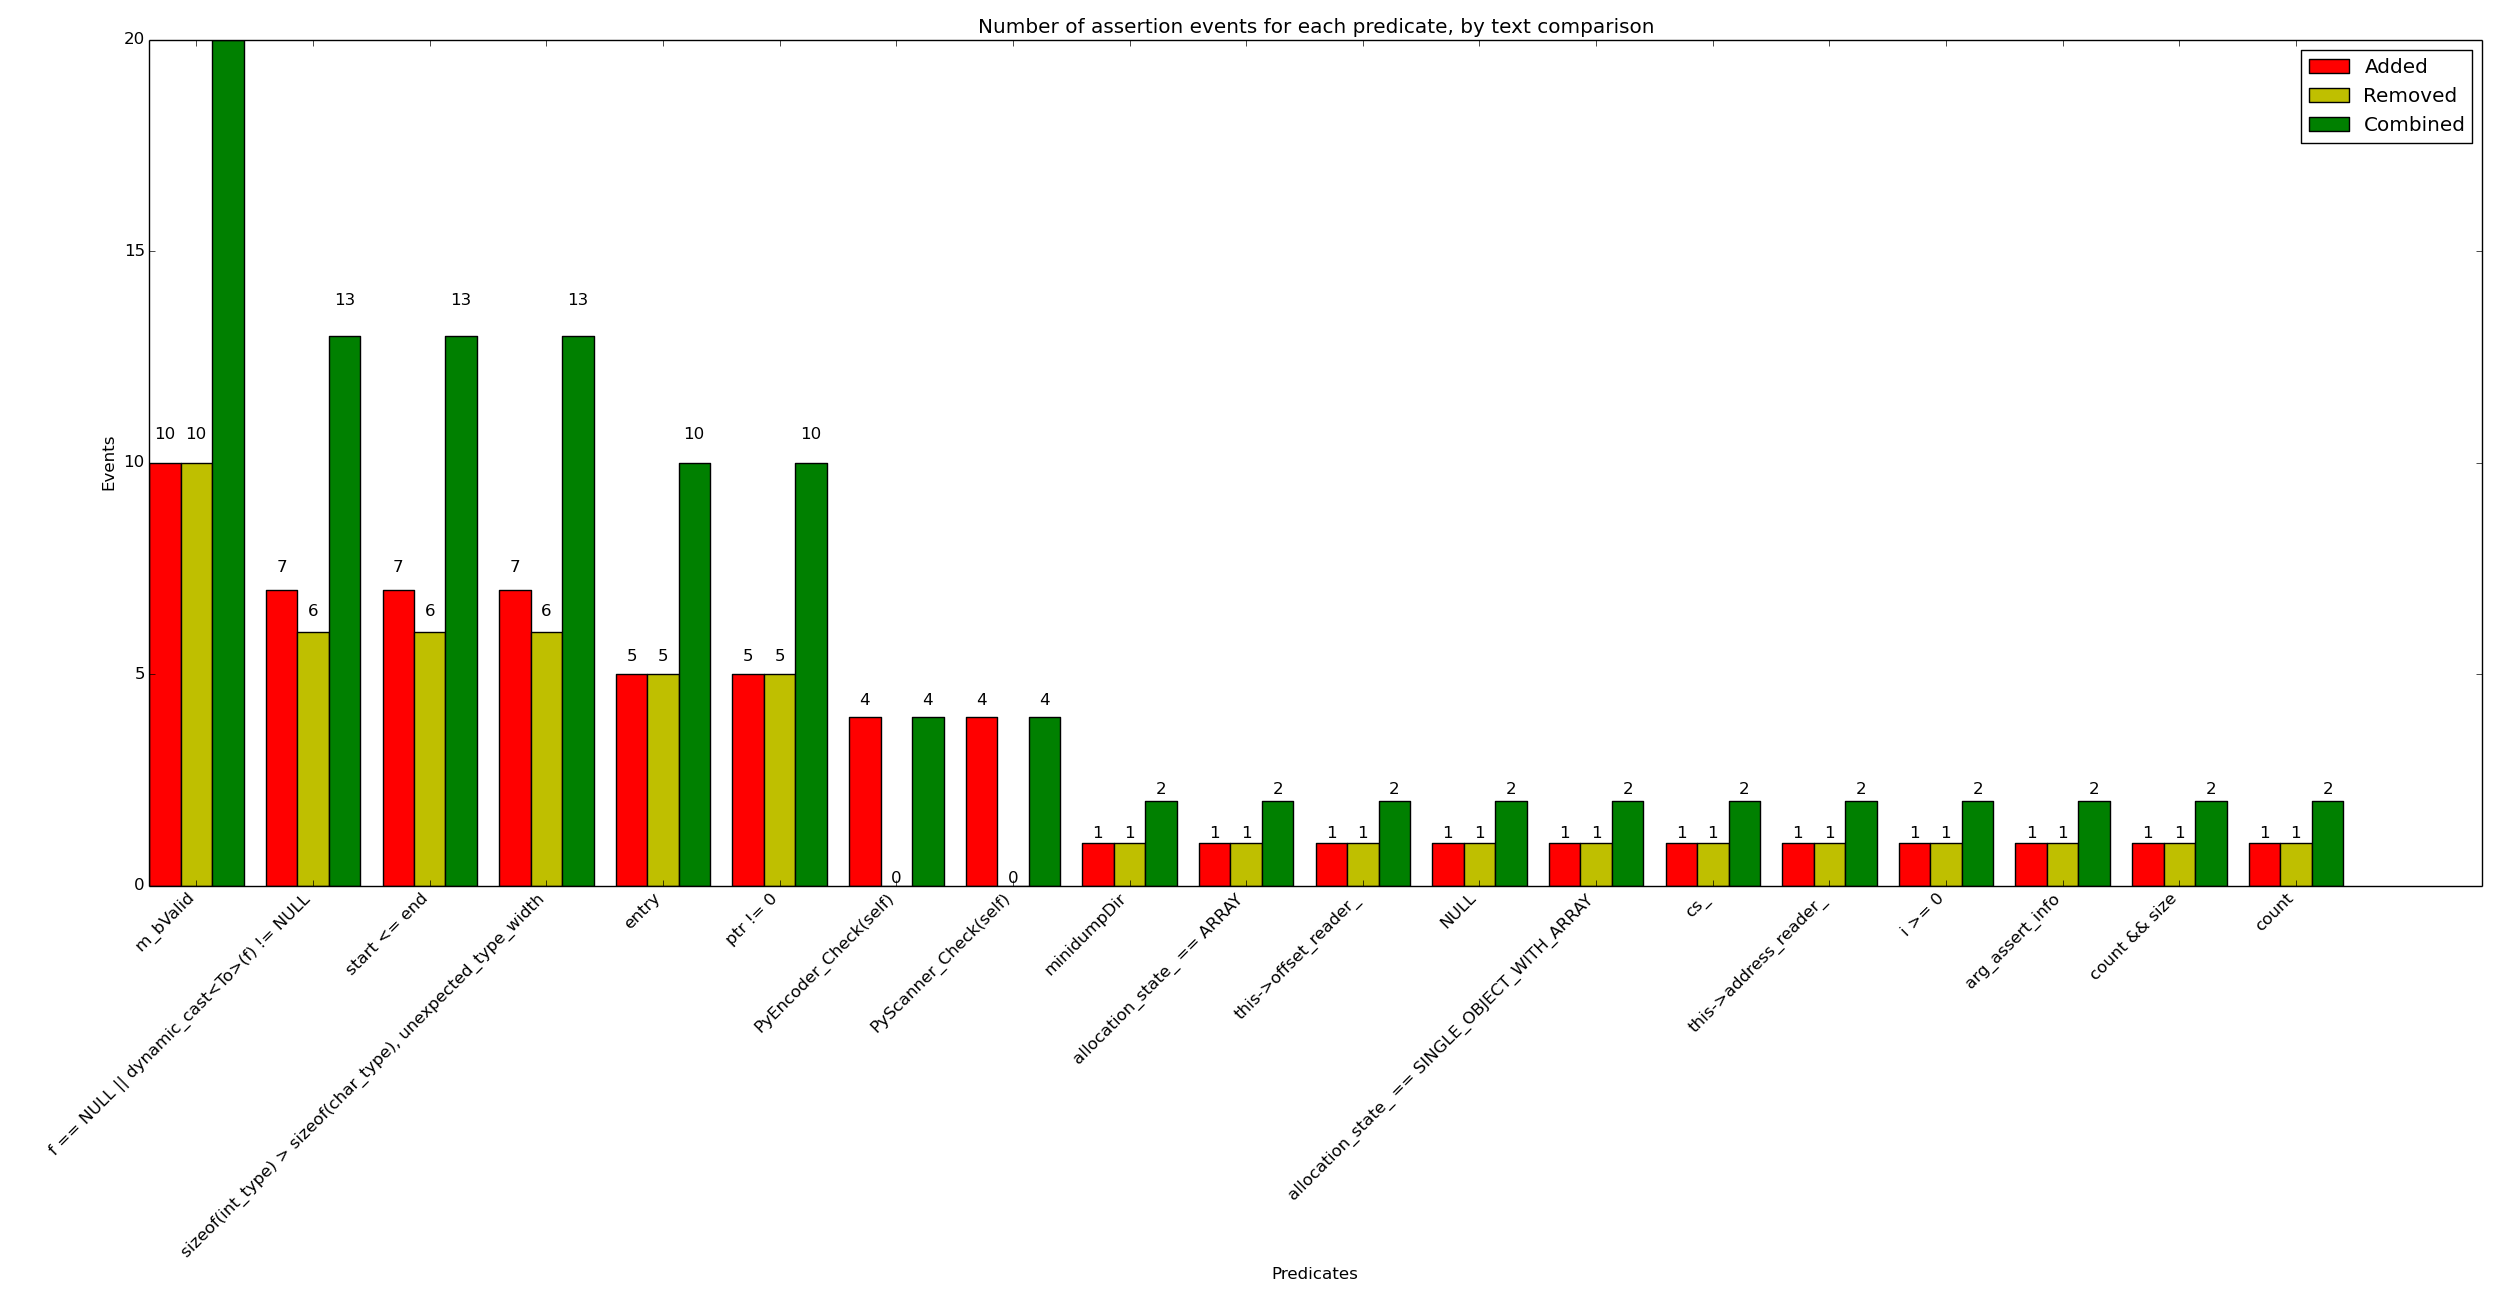 Number of assertion events for each predicate, by text comparison
Added
Removed
Combined
Events
20
15
10
5
0
10 10
7 6 13
7 6 13
7 6 13
5 5 10
5 5 10
4 0 4
4 0 4
1 1 2
1 1 2
1 1 2
1 1 2
1 1 2
1 1 2
1 1 2
1 1 2
1 1 2
1 1 2
1 1 2
m_bValid
f == NULL || dynamic_cast<To>(f) != NULL
start <= end
sizeof(int_type) > sizeof(char_type), unexpected_type_width
entry
ptr != 0
PyEncoder_Check(self)
PyScanner_Check(self)
minidumpDir
allocation_state_ == ARRAY
this->offset_reader_
NULL
allocation_state_ == SINGLE_OBJECT_WITH_ARRAY
cs_
this->address_reader_
i >= 0
arg_assert_info
count && size
count
Predicates